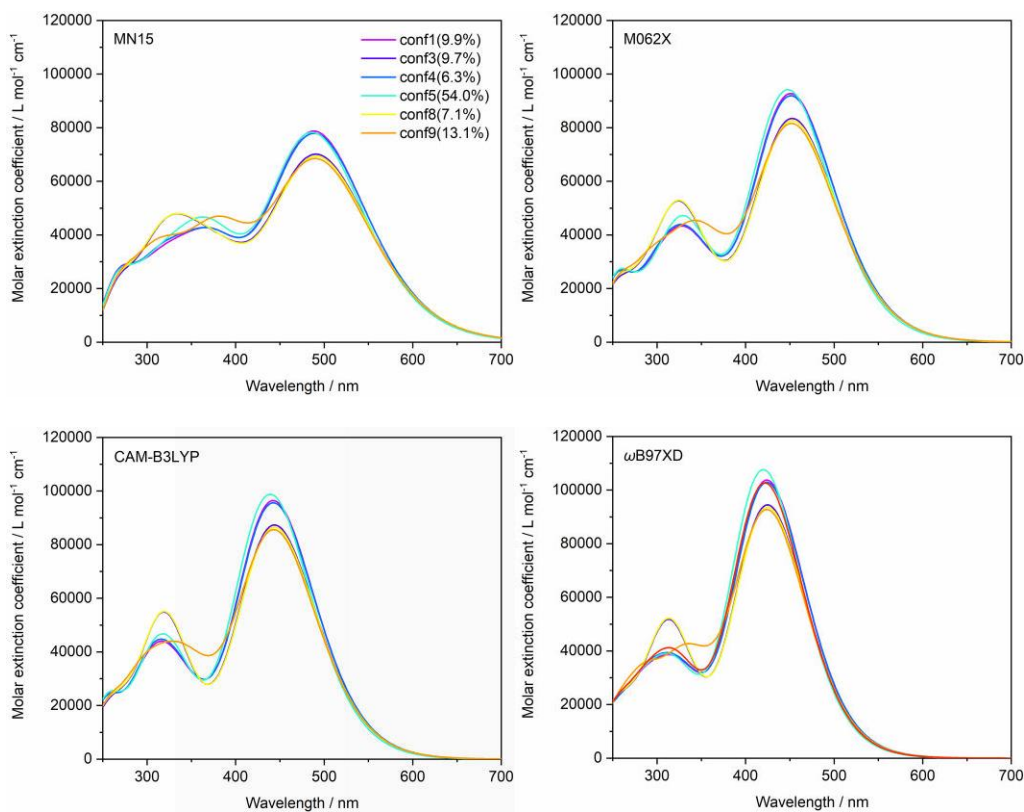 MN15
conf1(9.9%)
conf3(9.7%)
conf4(6.3%)
conf5(54.0%)
conf8(7.1%)
conf9(13.1%)
120000
100000
80000
60000
40000
20000
0
300 400 500 600 700
Molar extinction coefficient / L mol⁻¹ cm⁻¹
Wavelength / nm
M062X
120000
100000
80000
60000
40000
20000
0
300 400 500 600 700
Molar extinction coefficient / L mol⁻¹ cm⁻¹
Wavelength / nm
CAM-B3LYP
120000
100000
80000
60000
40000
20000
0
300 400 500 600 700
Molar extinction coefficient / L mol⁻¹ cm⁻¹
Wavelength / nm
ωB97XD
120000
100000
80000
60000
40000
20000
0
300 400 500 600 700
Molar extinction coefficient / L mol⁻¹ cm⁻¹
Wavelength / nm